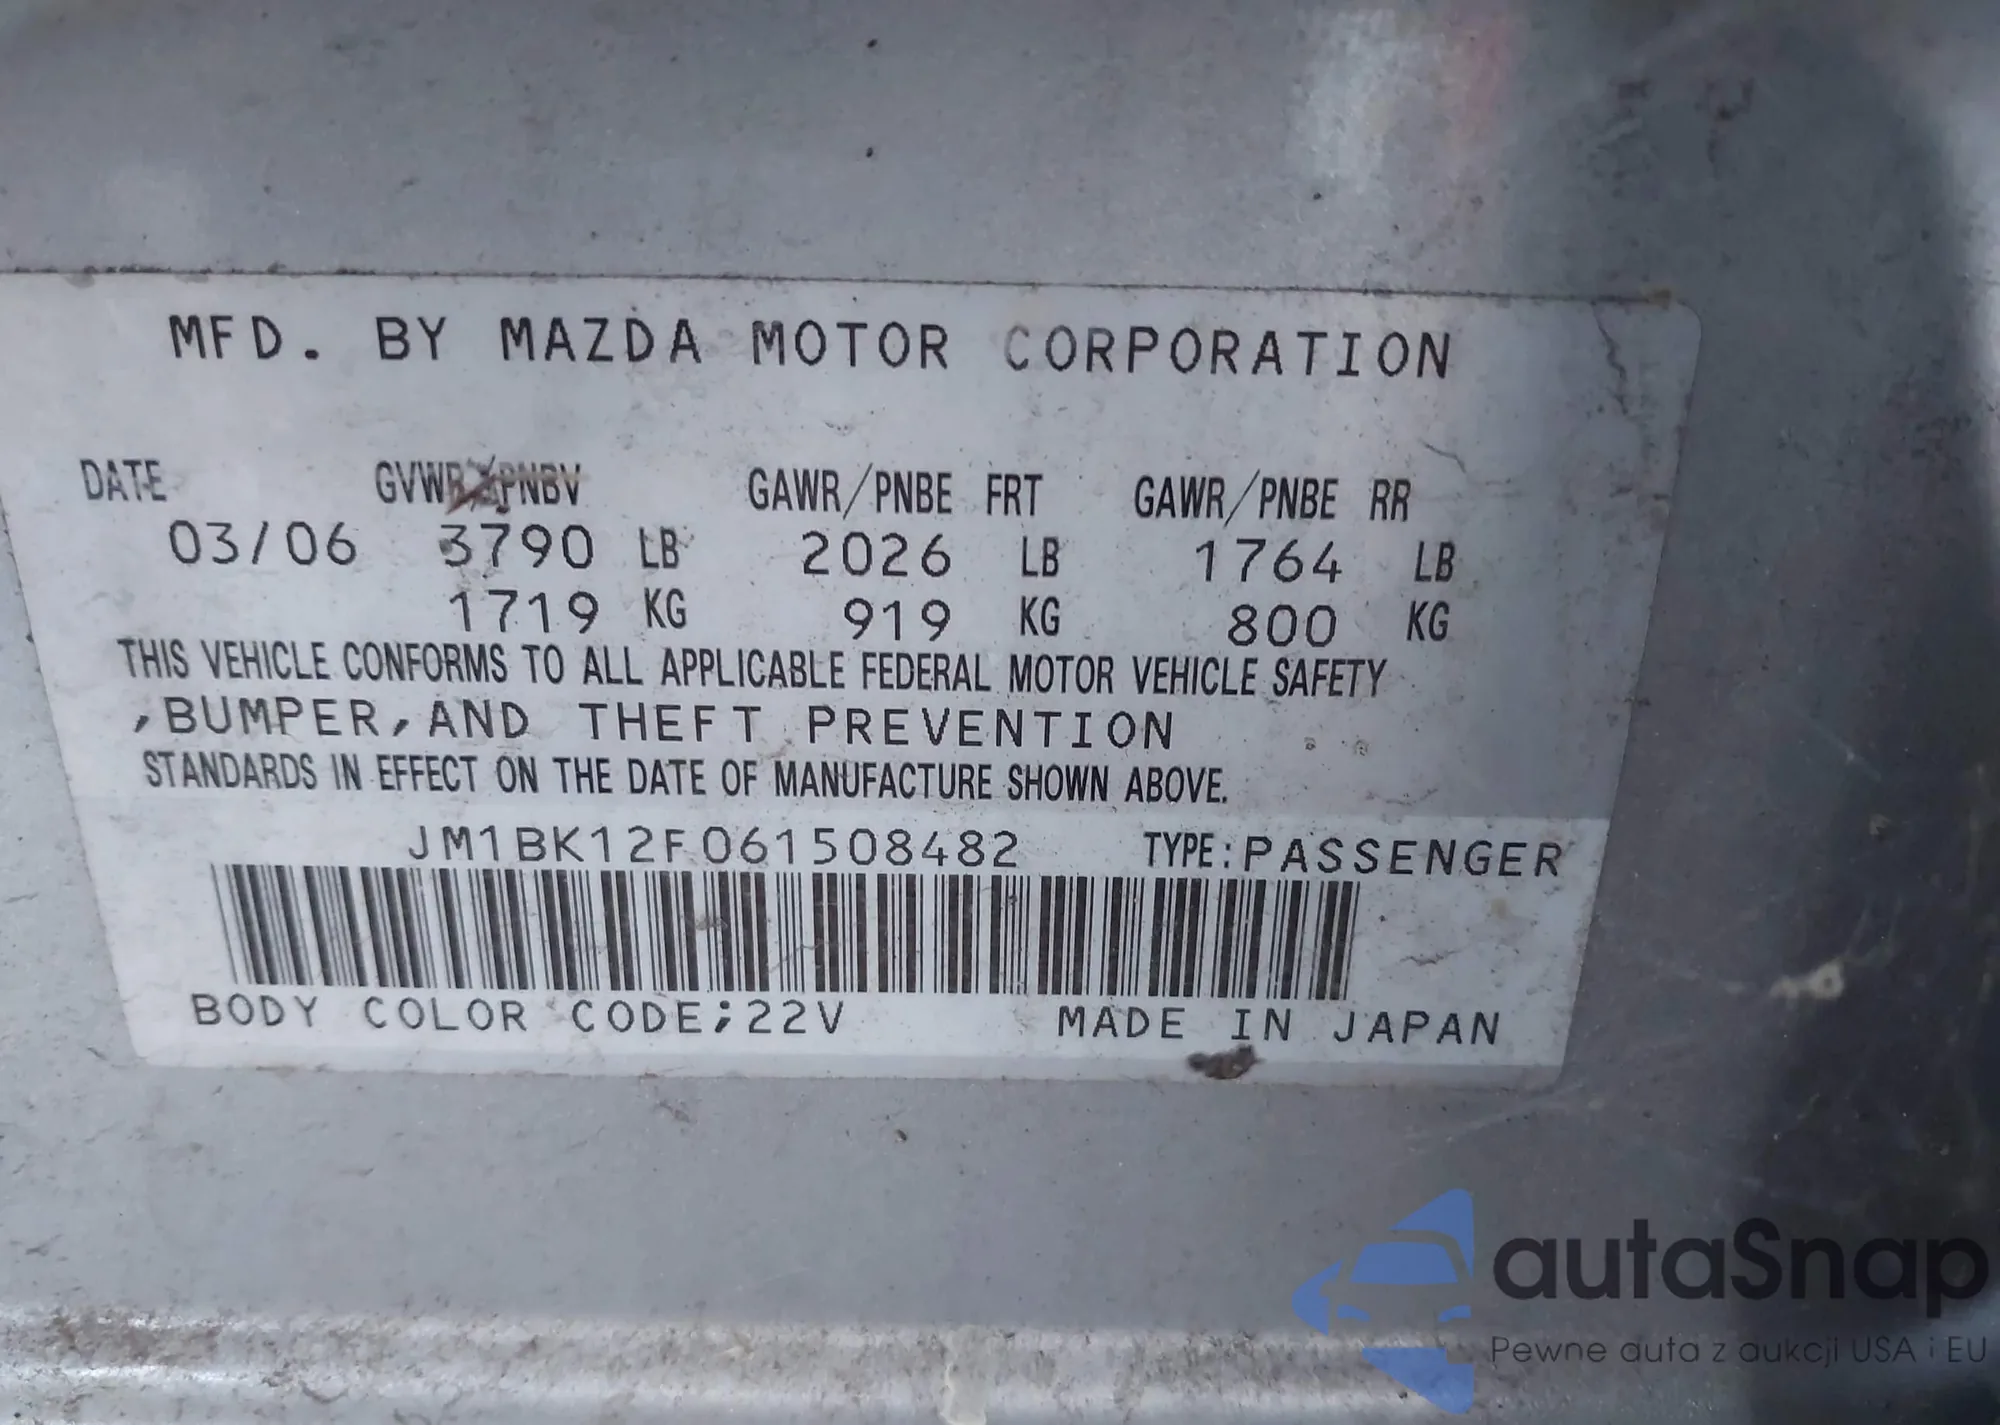 MFD. BY MAZDA MOTOR CORPORATION
DATE GVWR/PNBV GAWR/PNBE FRT GAWR/PNBE RR
03/06 3790 LB 2026 LB 1764 LB
1719 KG 919 KG 800 KG
THIS VEHICLE CONFORMS TO ALL APPLICABLE FEDERAL MOTOR VEHICLE SAFETY
,BUMPER,AND THEFT PREVENTION
STANDARDS IN EFFECT ON THE DATE OF MANUFACTURE SHOWN ABOVE.
JM1BK12F061508482 TYPE:PASSENGER
BODY COLOR CODE;22V MADE IN JAPAN
autaSnap
Pewne auta z aukcji USA i EU